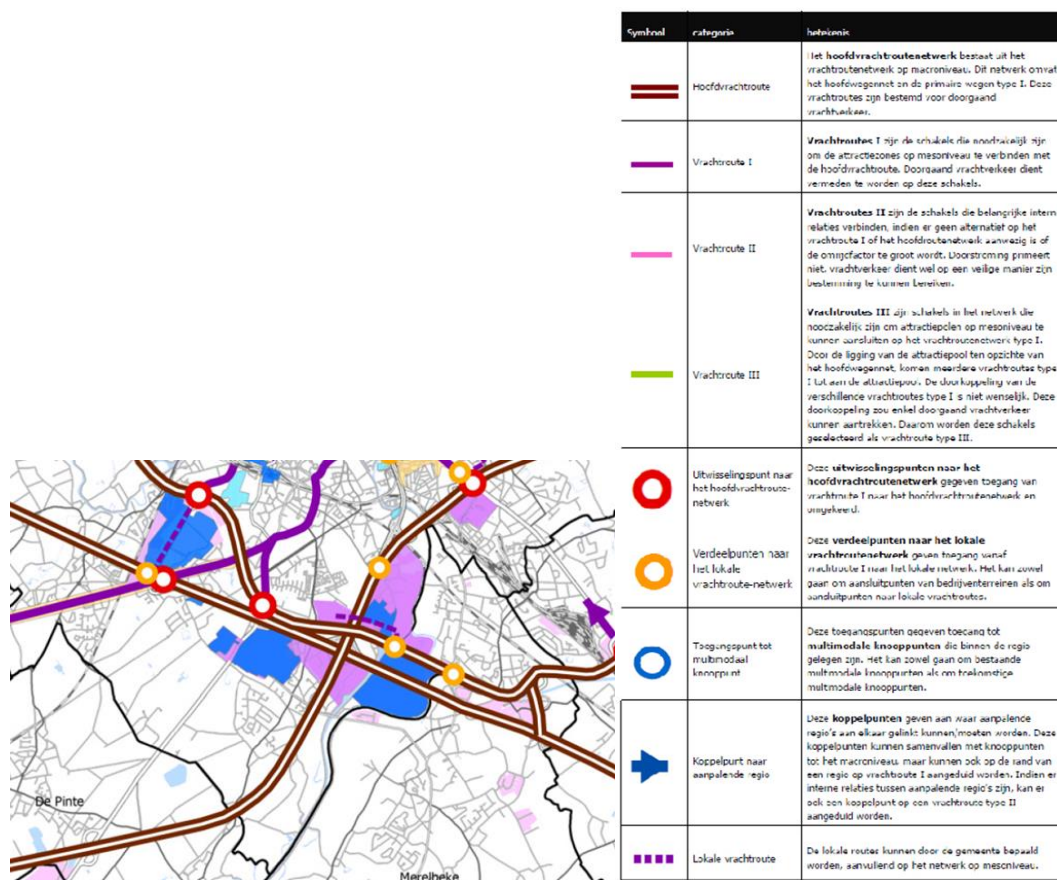 Symbool categorie betekenis
Het hoofdvrachtroutenetwerk bestaat uit het
vrachtroutenetwerk op macroniveau. Dit netwerk omvat
het hoofdwegennet en de primaire wegen type I. Deze
vrachtroutes zijn bestemd voor doorgaand
vrachtverkeer.
Hoofdvrachtroute
Vrachtroutes I zijn de schakels die noodzakelijk zijn
om de attractiezones op mesoniveau te verbinden met
de hoofdvrachtroute. Doorgaand vrachtverkeer dient
vermeden te worden op deze schakels.
Vrachtroute I
Vrachtroutes II zijn de schakels die belangrijke intern
relaties verbinden, indien er geen alternatief op het
vrachtroute I of het hoofdroutenetwerk aanwezig is of
de omrijfactor te groot wordt. Doorstroming primeert
niet, vrachtverkeer dient wel op een veilige manier zijn
bestemming te kunnen bereiken.
Vrachtroute II
Vrachtroutes III zijn schakels in het netwerk die
noodzakelijk zijn om attractiepolen op mesoniveau te
kunnen aansluiten op het vrachtroutenetwerk type I.
Door de ligging van de attractiepool ten opzichte van
het hoofdwegennet, komen meerdere vrachtroutes type
I tot aan de attractiepool. De doorkoppeling van de
verschillende vrachtroutes type I is niet wenselijk. Deze
doorkoppeling zou enkel doorgaand vrachtverkeer
kunnen aantrekken. Daarom worden deze schakels
geselecteerd als vrachtroute type III.
Vrachtroute III
Uitwisselingspunt naar
het hoofdvrachtroute-
netwerk
Deze uitwisselingspunten naar het
hoofdvrachtroutenetwerk gegeven toegang van
vrachtroute I naar het hoofdvrachtroutenetwerk en
omgekeerd.
Verdeelpunten naar
het lokale
vrachtroute-netwerk
Deze verdeelpunten naar het lokale
vrachtroutenetwerk geven toegang vanaf
vrachtroute I naar het lokale netwerk. Het kan zowel
gaan om aansluitpunten van bedrijventerreinen als om
aansluitpunten naar lokale vrachtroutes.
Toegangspunt tot
multimodaal
knooppunt
Deze toegangspunten gegeven toegang tot
multimodale knooppunten die binnen de regio
gelegen zijn. Het kan zowel gaan om bestaande
multimodale knooppunten als om toekomstige
multimodale knooppunten.
Koppelpunt naar
aanpalende regio
Deze koppelpunten geven aan waar aanpalende
regio's aan elkaar gelinkt kunnen/moeten worden. Deze
koppelpunten kunnen samenvallen met knooppunten
tot het macroniveau, maar kunnen ook op de rand van
een regio op vrachtroute I aangeduid worden. Indien er
interne relaties tussen aanpalende regio's zijn, kan er
ook een koppelpunt op een vrachtroute type II
aangeduid worden.
Lokale vrachtroute
De lokale routes kunnen door de gemeente bepaald
worden, aanvullend op het netwerk op mesoniveau.
De Pinte
Merelbeke